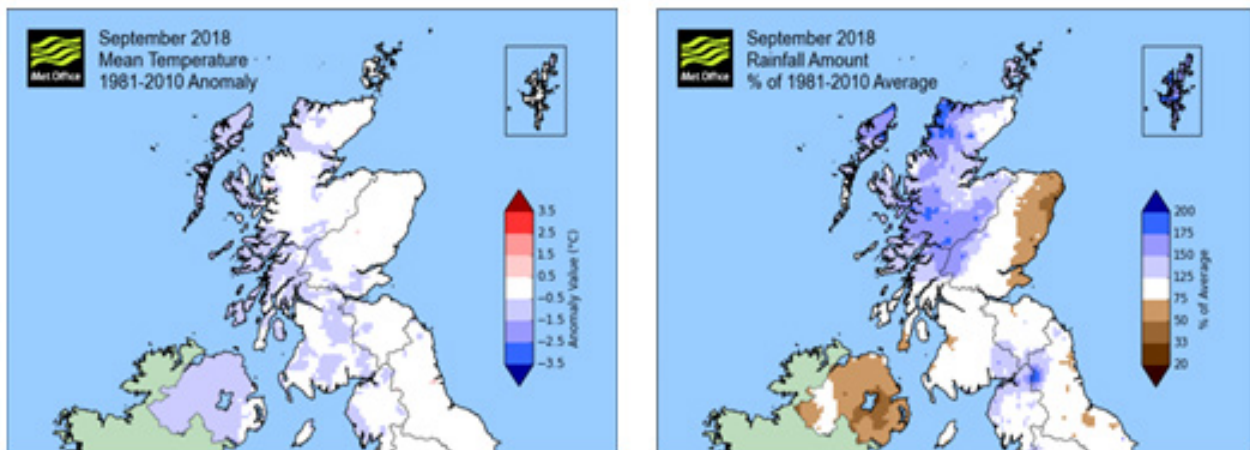 Met Office
September 2018
Mean Temperature
1981-2010 Anomaly
3.5
2.5
1.5
0.5
−0.5
−1.5
−2.5
−3.5
Anomaly Value (°C)
Met Office
September 2018
Rainfall Amount
% of 1981-2010 Average
200
175
150
125
75
50
33
20
% of Average